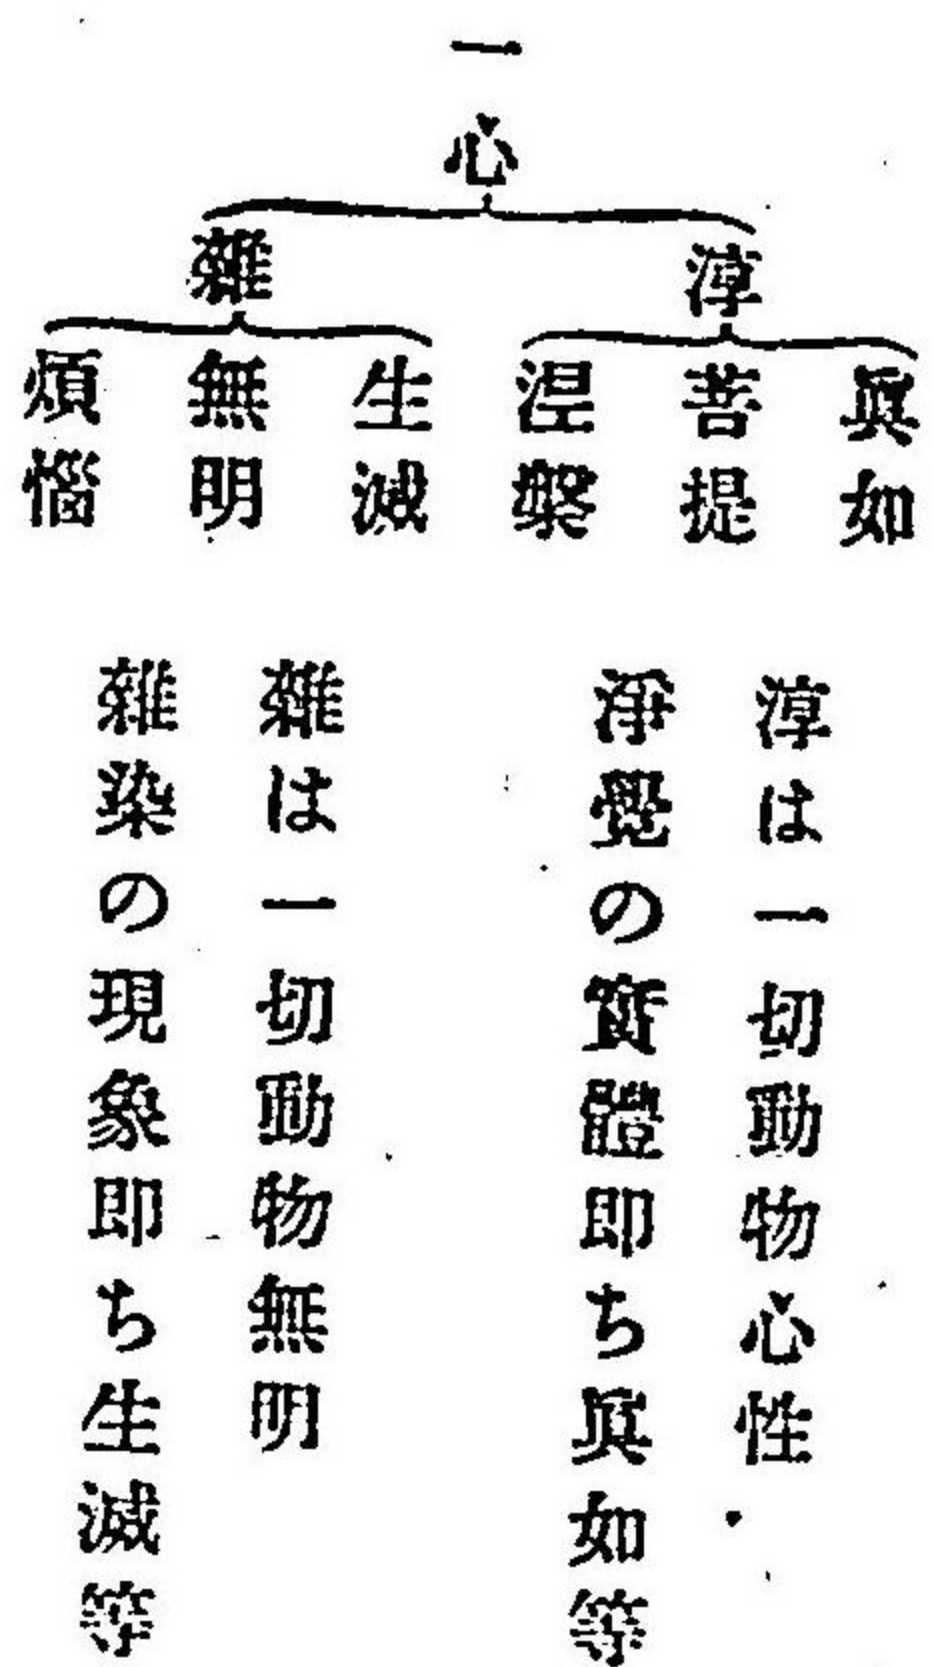 一心
淳
眞如
菩提
涅槃
雜
生滅
無明
煩惱
淳は一切動物心性
淨覺の實體即ち眞如等
雜は一切動物無明
雜染の現象即ち生滅等